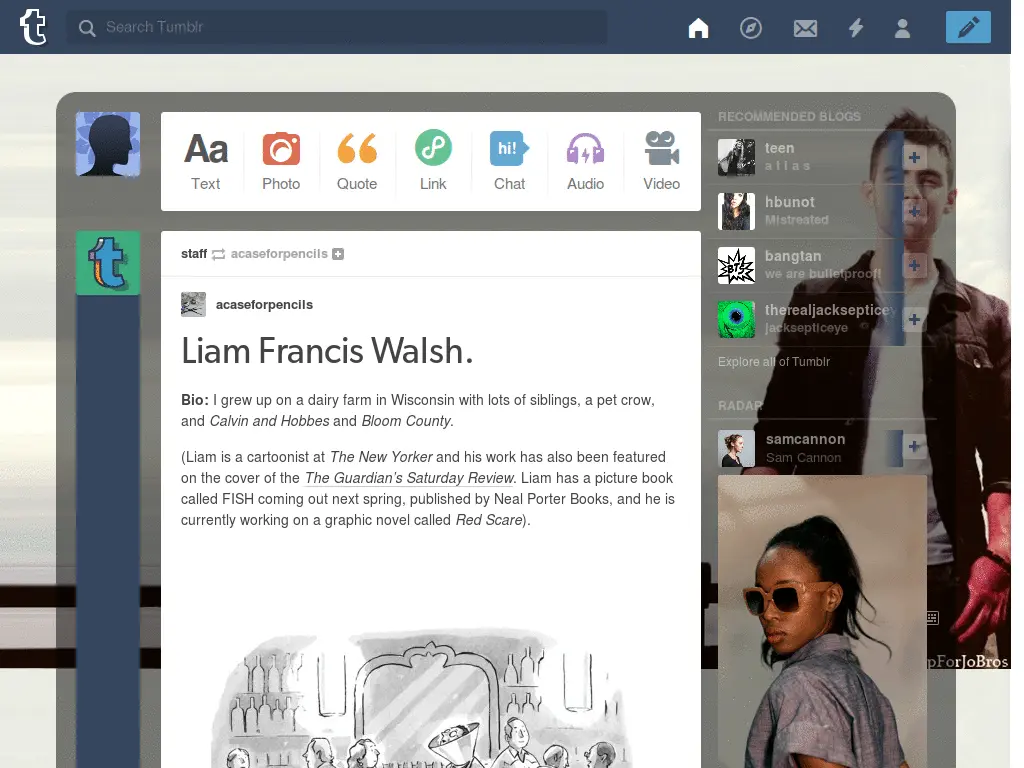 t
Search Tumblr
Aa
hi!
Text
Photo
Quote
Link
Chat
Audio
Video
t
staff acaseforpencils
acaseforpencils
Liam Francis Walsh.
Bio: I grew up on a dairy farm in Wisconsin with lots of siblings, a pet crow,
and Calvin and Hobbes and Bloom County.
(Liam is a cartoonist at The New Yorker and his work has also been featured
on the cover of the The Guardian’s Saturday Review. Liam has a picture book
called FISH coming out next spring, published by Neal Porter Books, and he is
currently working on a graphic novel called Red Scare).
RECOMMENDED BLOGS
teen
a l i a s
hbunot
Mistreated
bangtan
we are bulletproof!
BTS
therealjacksepticey
jacksepticeye
Explore all of Tumblr
RADAR
samcannon
Sam Cannon
pForJoBros